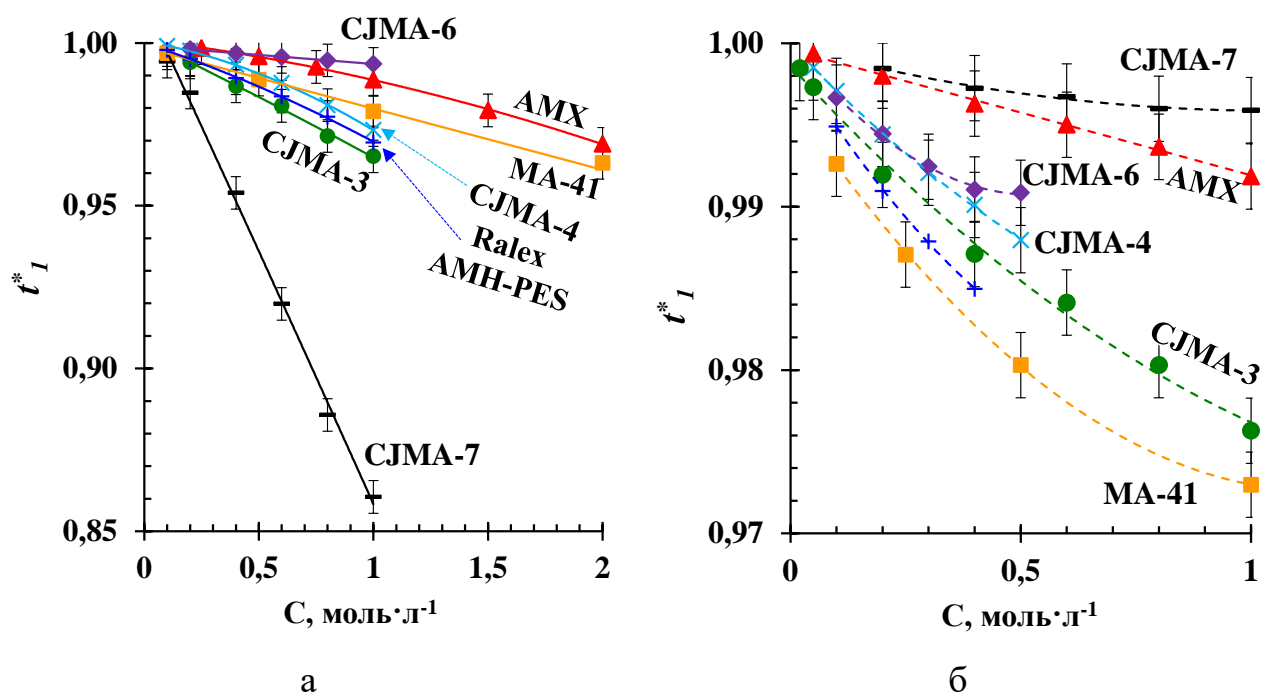 CJMA-6
1,00
AMX
CJMA-3
MA-41
CJMA-4
0,95
Ralex
AMH-PES
t*1
0,90
CJMA-7
0,85
0
0,5
1
1,5
2
C, моль·л-1
а
1,00
CJMA-7
CJMA-6
AMX
0,99
CJMA-4
t*1
CJMA-3
0,98
MA-41
0,97
0
0,5
1
C, моль·л-1
б